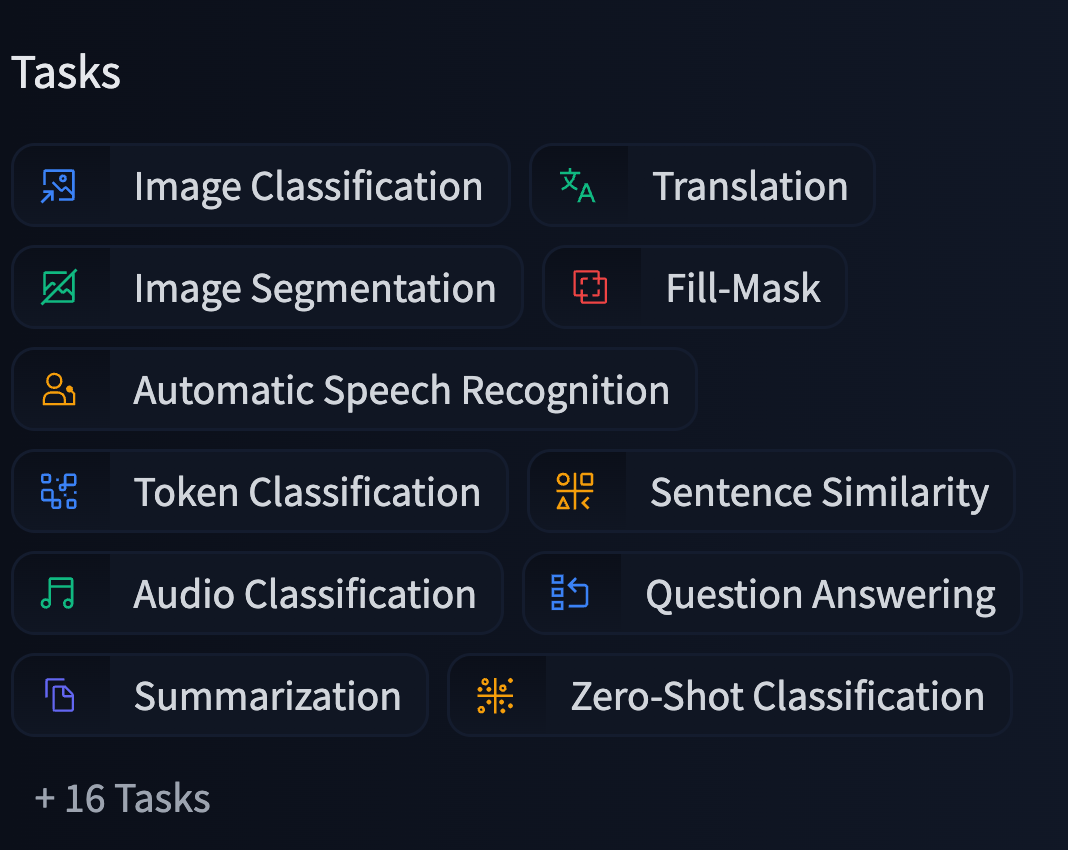 Tasks
Image Classification
Translation
Image Segmentation
Fill-Mask
Automatic Speech Recognition
Token Classification
Sentence Similarity
Audio Classification
Question Answering
Summarization
Zero-Shot Classification
+ 16 Tasks